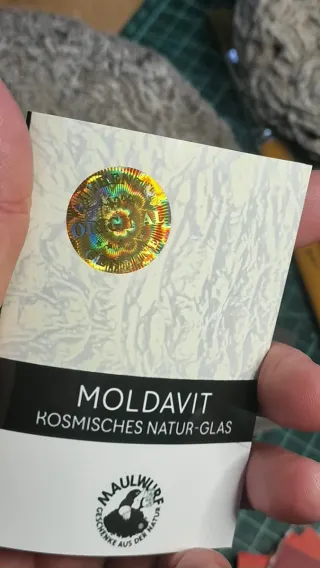 MOLDAVIT
KOSMISCHES NATUR-GLAS
MAULWURF
GESCHENKE AUS DER NATUR